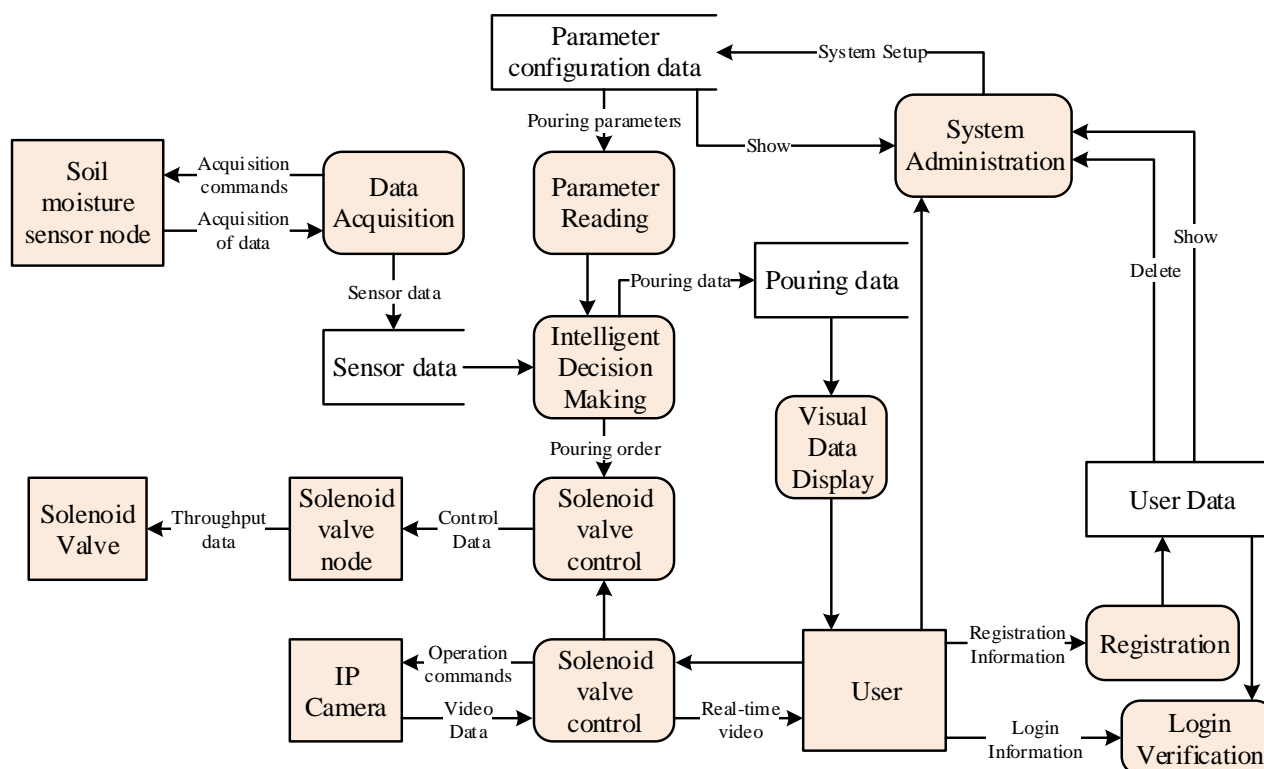 Parameter
configuration data
System Setup
Pouring parameters
Show
System
Administration
Soil
moisture
sensor node
Acquisition
commands
Acquisition
of data
Data
Acquisition
Parameter
Reading
Show
Delete
Sensor data
Pouring data
Pouring data
Sensor data
Intelligent
Decision
Making
Visual
Data
Display
Pouring order
Solenoid
Valve
Throughput
data
Solenoid
valve
node
Control
Data
Solenoid
valve
control
User Data
IP
Camera
Operation
commands
Video
Data
Solenoid
valve
control
Real-time
video
User
Registration
Information
Registration
Login
Information
Login
Verification